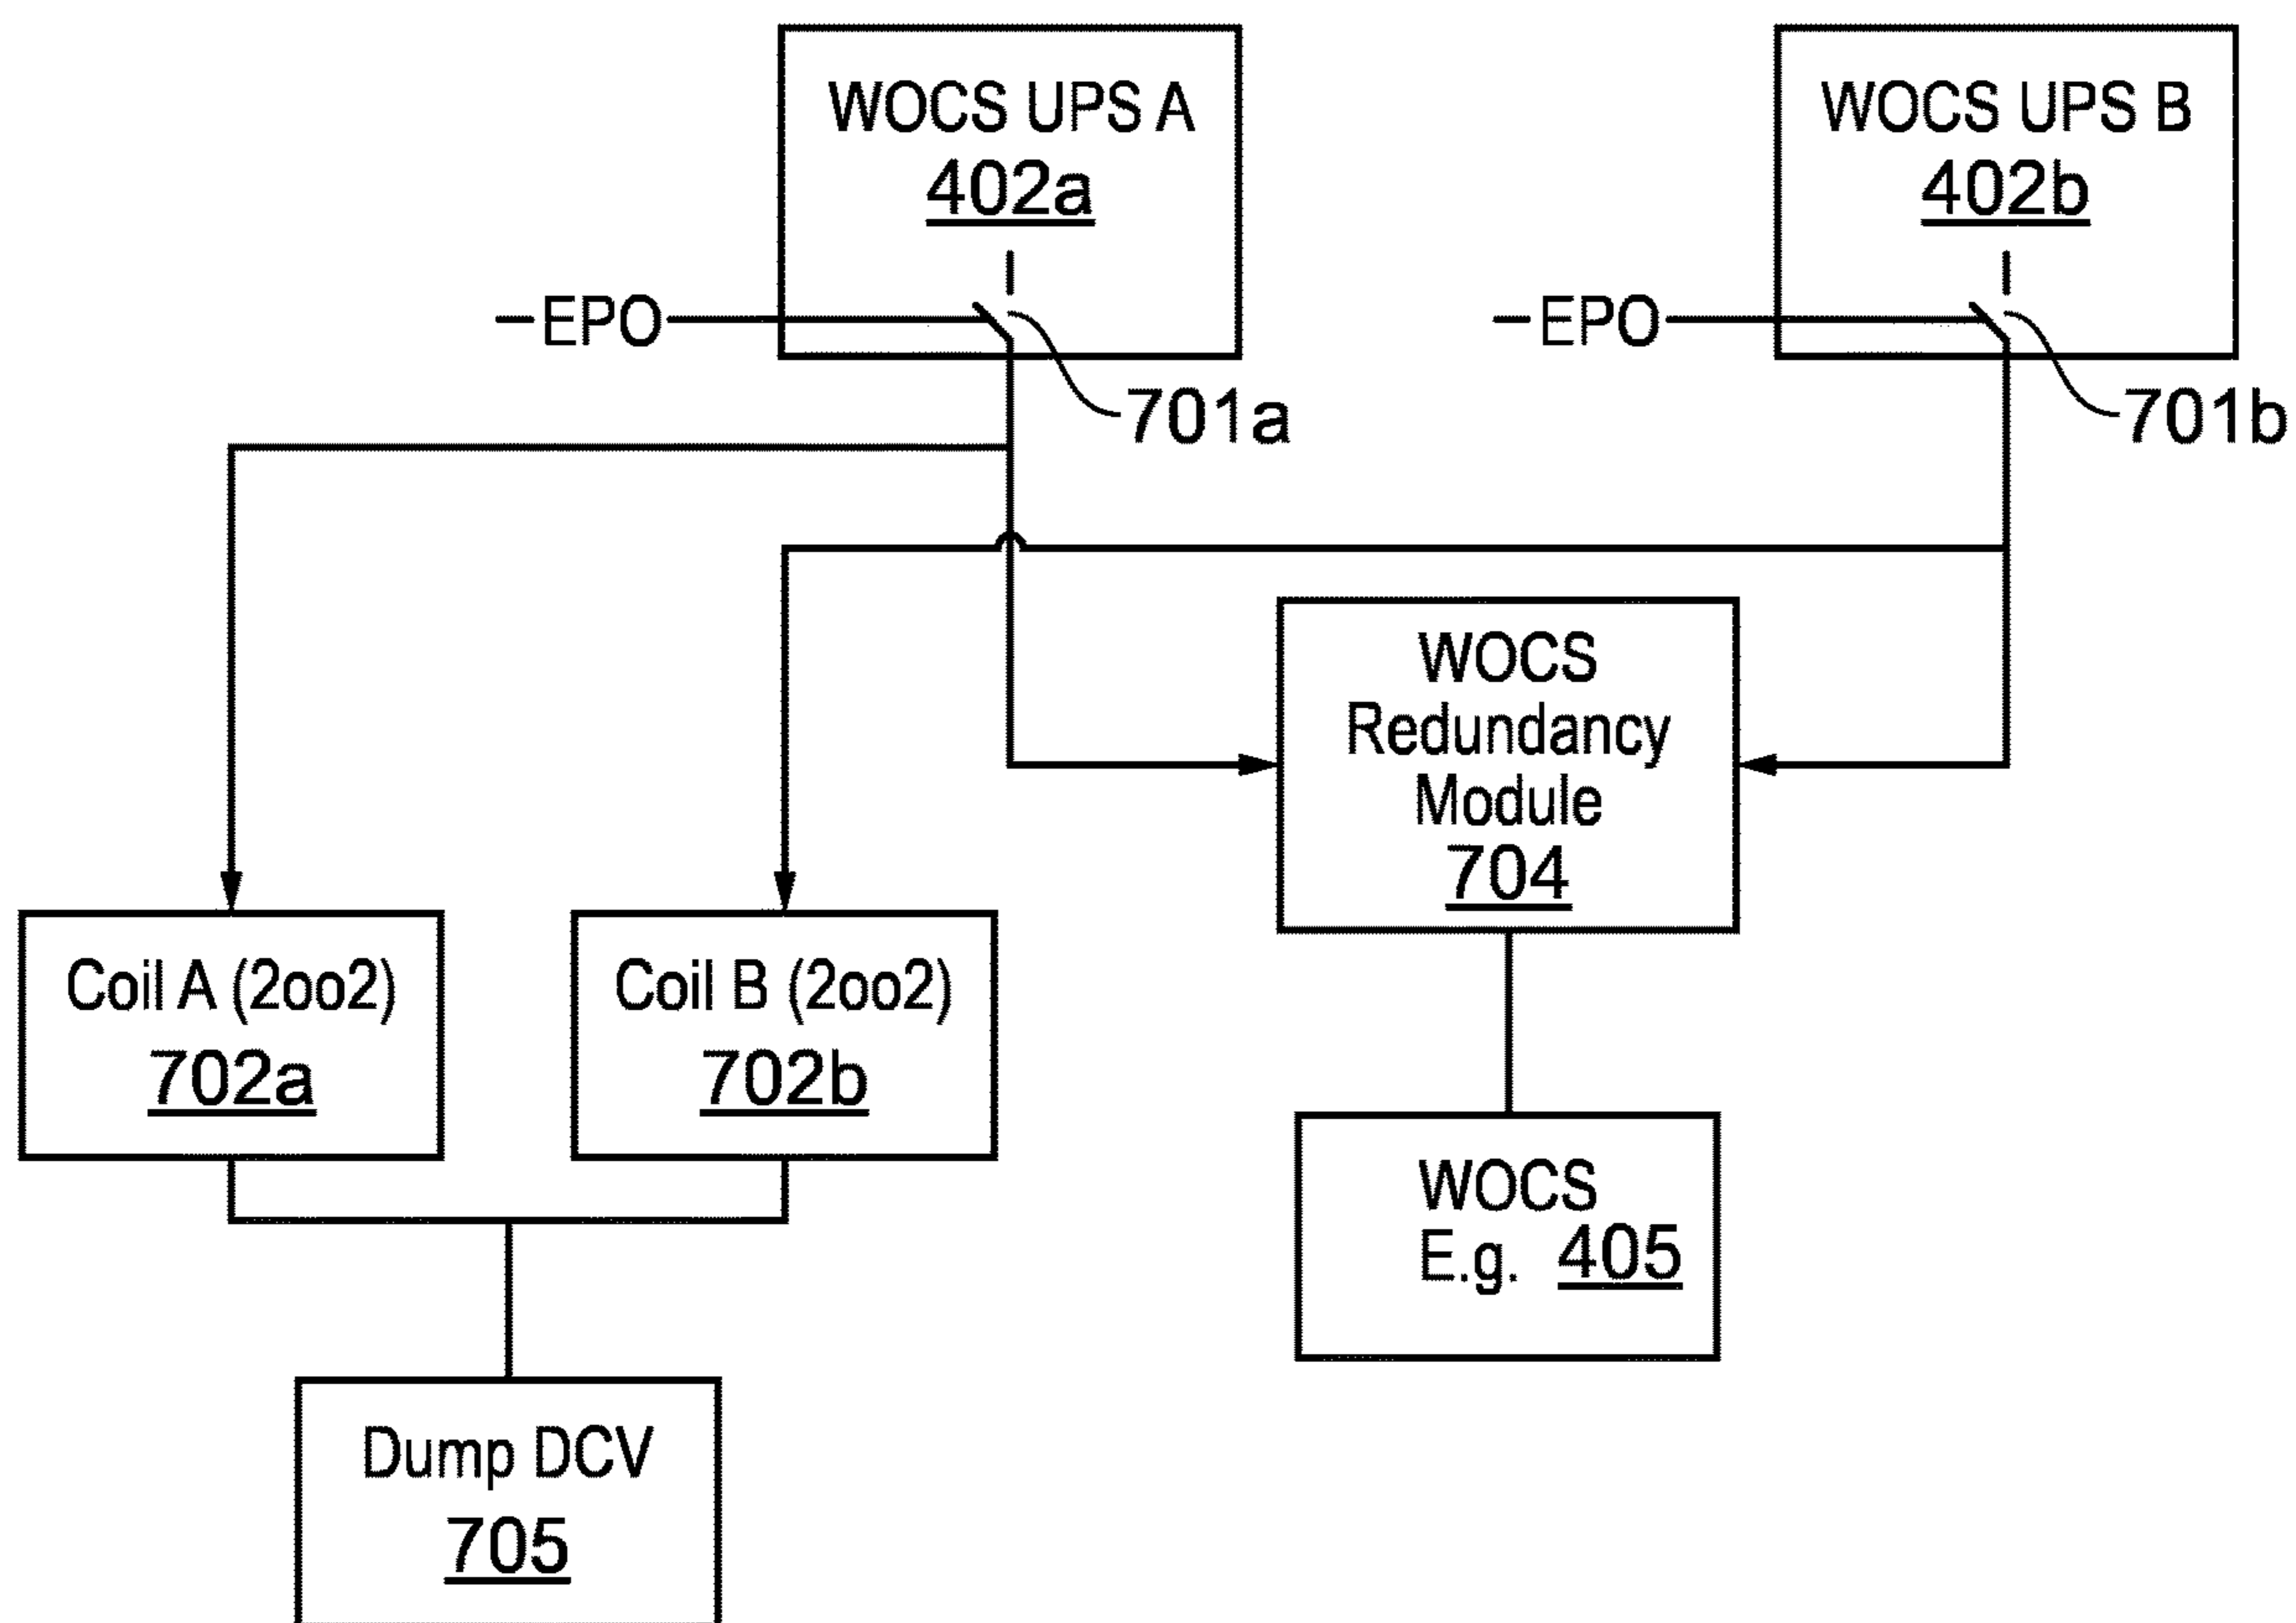 WOCS UPS A
402a
WOCS UPS B
402b
EPO
EPO
701a
701b
WOCS
Redundancy
Module
704
Coil A (2oo2)
702a
Coil B (2oo2)
702b
WOCS
E.g. 405
Dump DCV
705